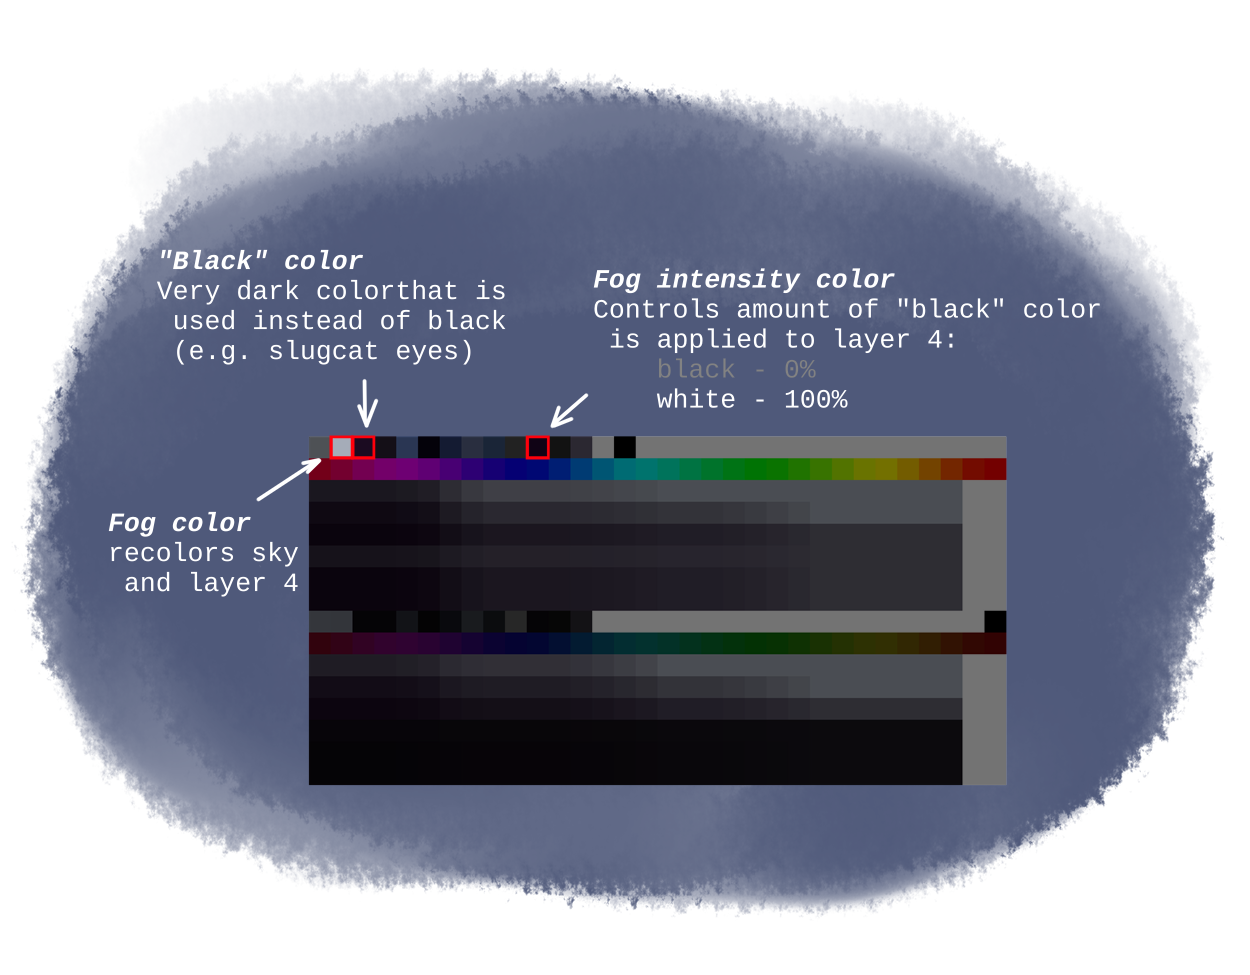 "Black" color
Very dark colorthat is
used instead of black
(e.g. slugcat eyes)
Fog intensity color
Controls amount of "black" color
is applied to layer 4:
black - 0%
white - 100%
Fog color
recolors sky
and layer 4